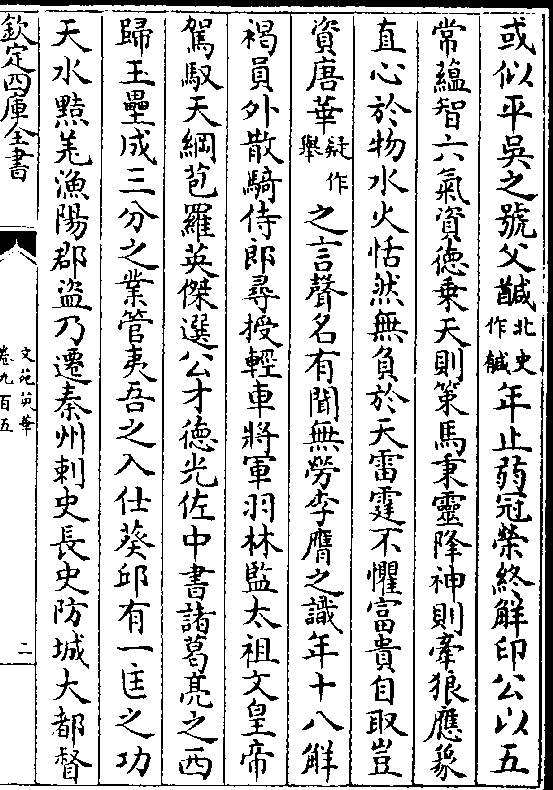 或似平吳之號父馘北史作馘年止弱冠榮終解印公以五
常蘊智六氣資德乗天則策馬秉靈降神則牽狼應象
直心於物水火恬然無負於天雷霆不懼富貴自取豈
資唐華疑作舉之言聲名有聞無勞李膺之識年十八解
褐員外散騎侍郎尋授輕車將軍羽林監太祖文皇帝
駕馭天綱苞羅英傑選公才德光佐中書諸葛亮之西
歸王壘成三分之業管夷吾之入仕葵邱有一匡之功
天水黠羌漁陽郡盜乃遷秦州刺史長史防城大都督
欽定四庫全書
文苑英華
卷九百五
二